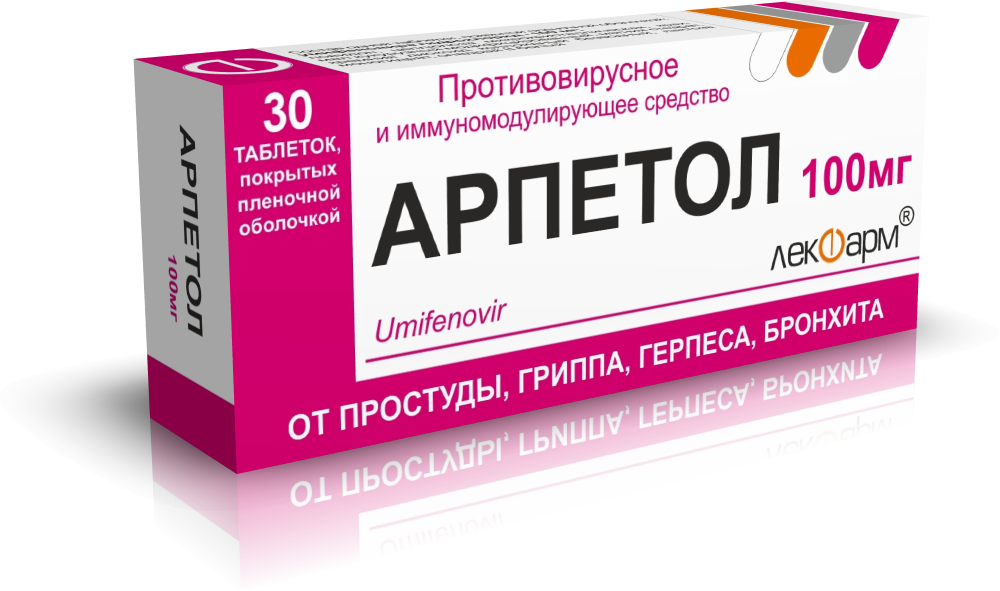 Противовирусное
и иммуномодулирующее средство
АРПЕТОЛ 100мг
лекФарм®
Umifenovir
ОТ ПРОСТУДЫ, ГРИППА, ГЕРПЕСА, БРОНХИТА
30
ТАБЛЕТОК,
покрытых
пленочной
оболочкой
АРПЕТОЛ
100мг